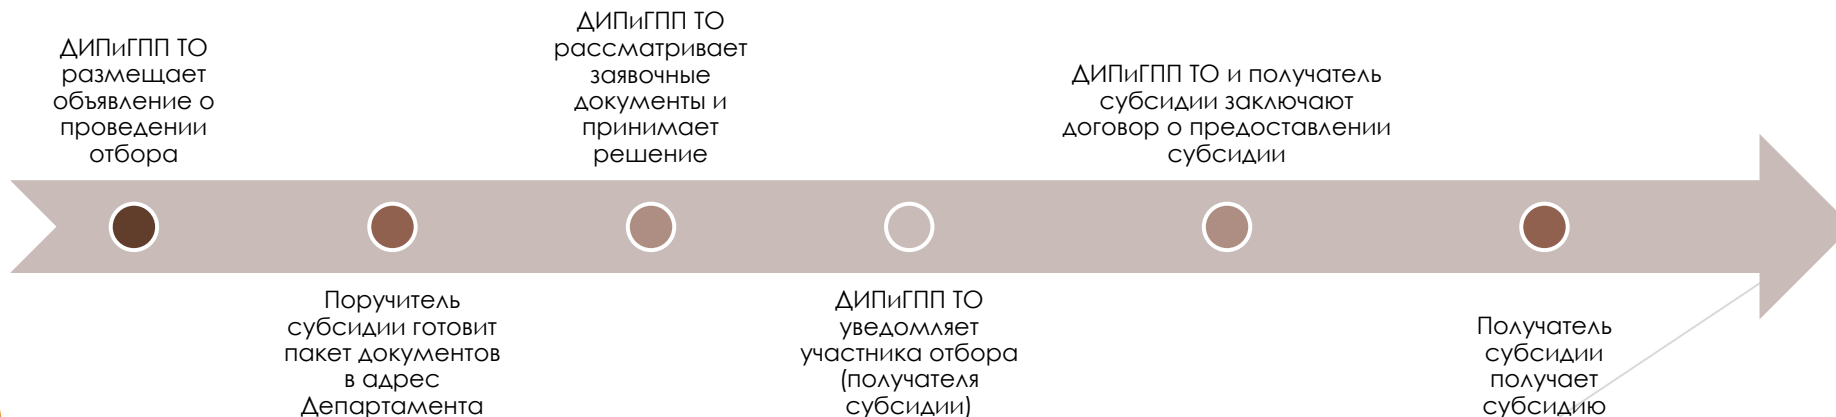 ДИПиГПП ТО
размещает
объявление о
проведении
отбора
Поручитель
субсидии готовит
пакет документов
в адрес
Департамента
ДИПиГПП ТО
рассматривает
заявочные
документы и
принимает
решение
ДИПиГПП ТО
уведомляет
участника отбора
(получателя
субсидии)
ДИПиГПП ТО и получатель
субсидии заключают
договор о предоставлении
субсидии
Получатель
субсидии
получает
субсидию